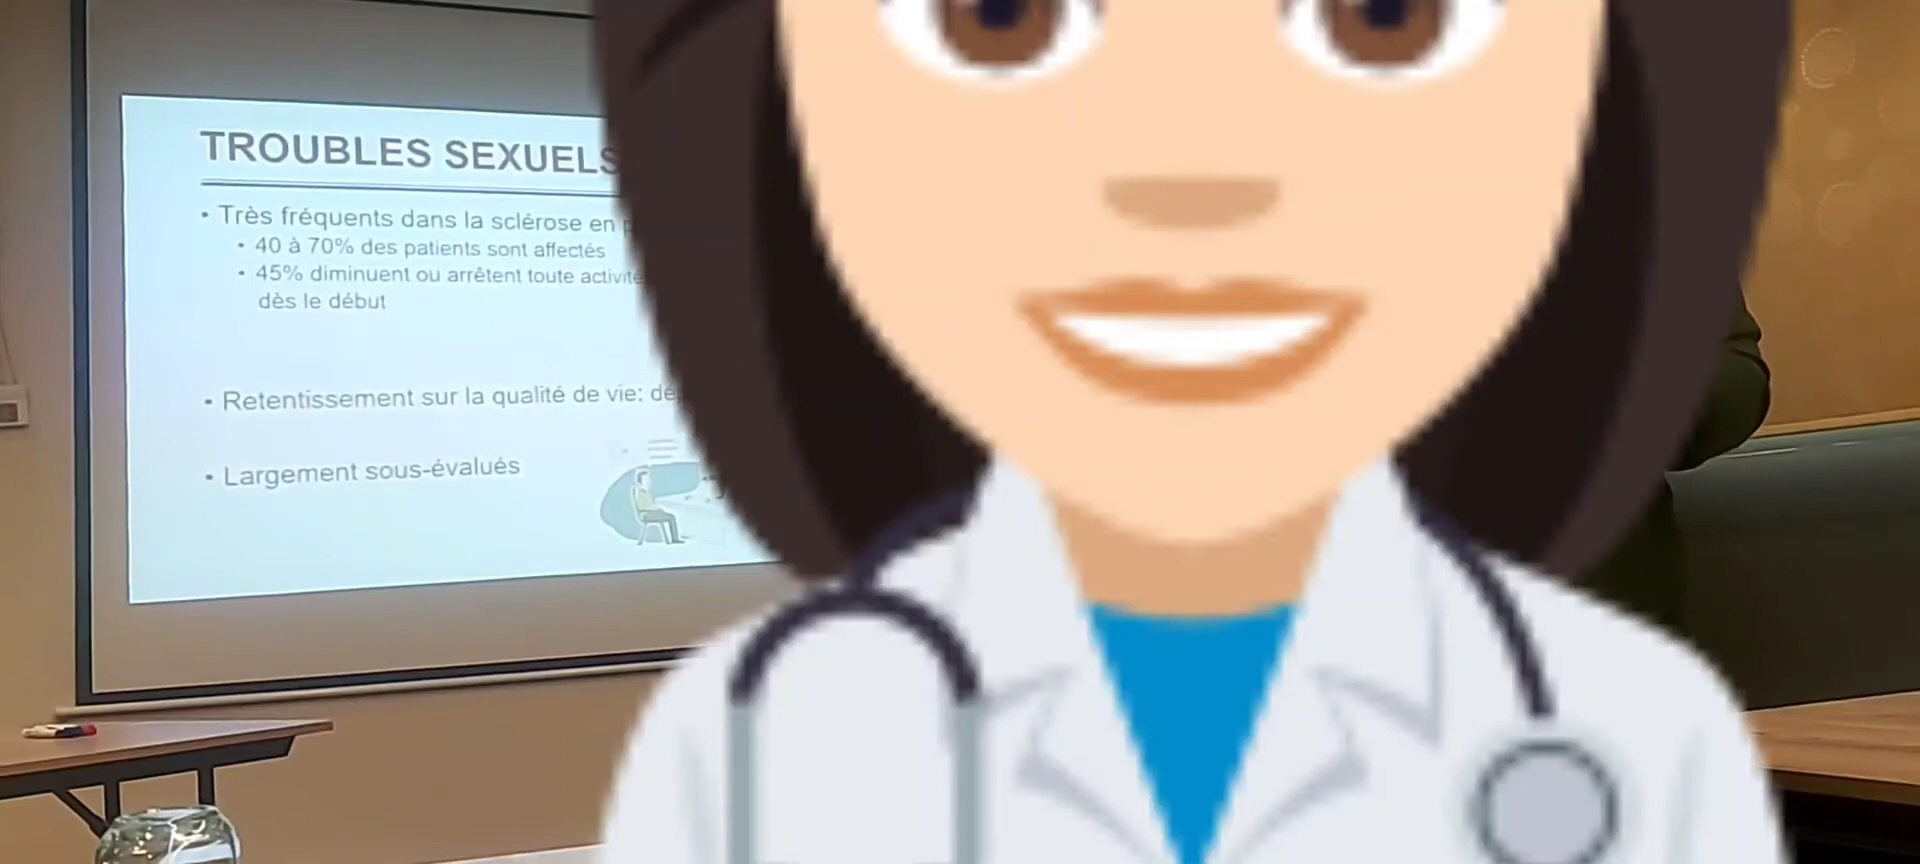 TROUBLES SEXUELS
• Très fréquents dans la sclérose en
• 40 à 70% des patients sont affectés
• 45% diminuent ou arrêtent toute activité
dès le début
• Retentissement sur la qualité de vie:
• Largement sous-évalués